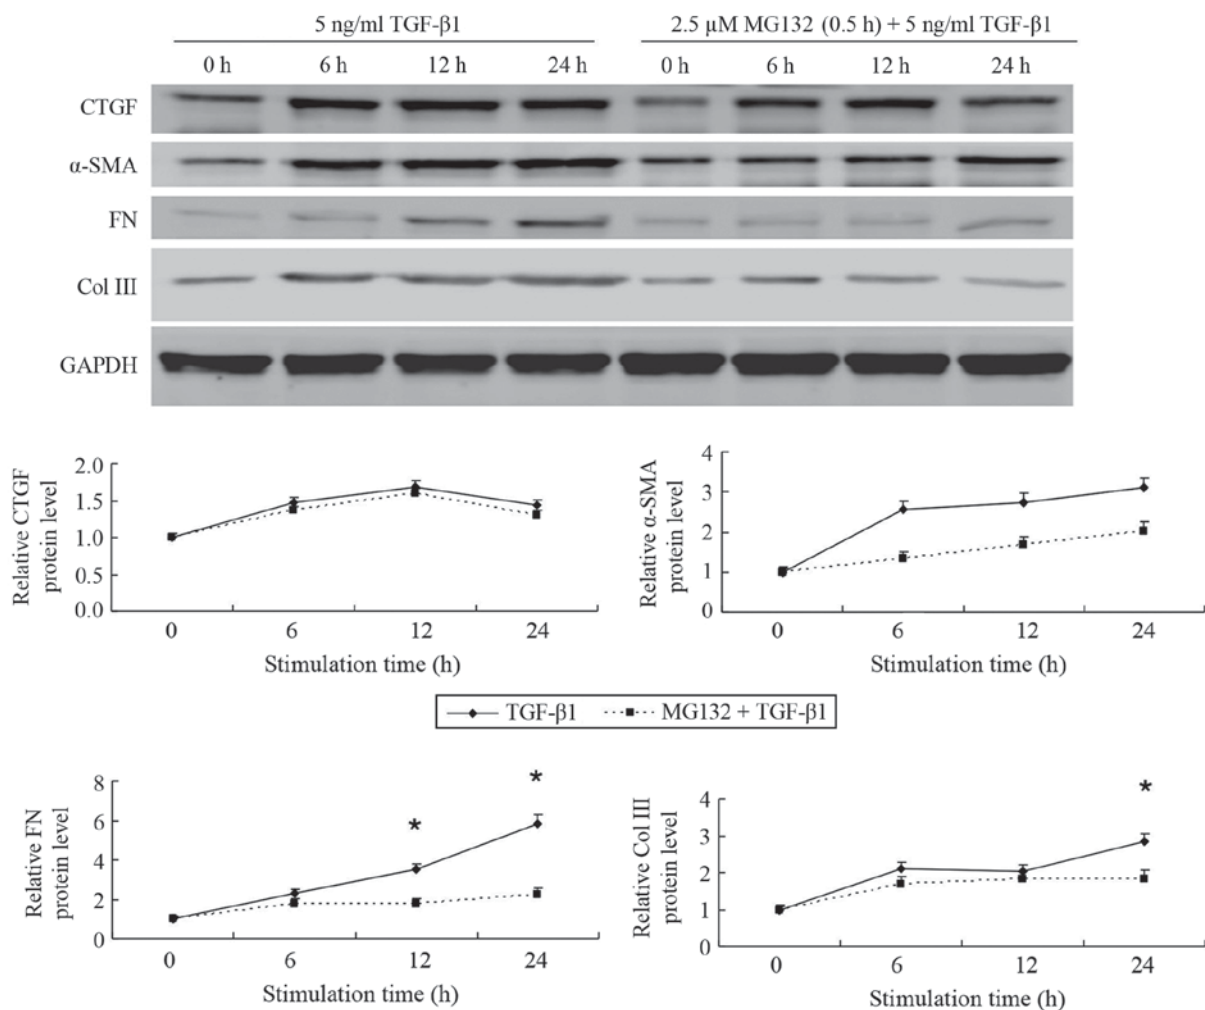 5 ng/ml TGF-β1 2.5 µM MG132 (0.5 h) + 5 ng/ml TGF-β1
0 h 6 h 12 h 24 h 0 h 6 h 12 h 24 h
CTGF
α-SMA
FN
Col III
GAPDH
Relative CTGF
protein level
2.0
1.5
1.0
0.5
0.0
0 6 12 24
Stimulation time (h)
Relative α-SMA
protein level
4
3
2
1
0
0 6 12 24
Stimulation time (h)
TGF-β1 MG132 + TGF-β1
Relative FN
protein level
8
6
4
2
0
* *
0 6 12 24
Stimulation time (h)
Relative Col III
protein level
4
3
2
1
0
*
0 6 12 24
Stimulation time (h)